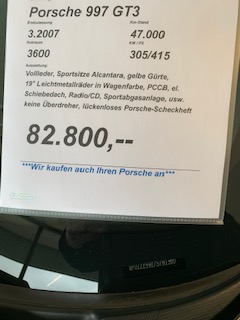 Porsche 997 GT3
Erstzulassung Km-Stand
3.2007 47.000
Hubraum KW / PS
3600 305/415
Ausstattung:
Vollleder, Sportsitze Alcantara, gelbe Gürte,
19" Leichtmetallräder in Wagenfarbe, PCCB, el.
Schiebedach, Radio/CD, Sportabgasanlage, usw.
keine Überdreher, lückenloses Porsche-Scheckheft
82.800,--
***Wir kaufen auch Ihren Porsche an***